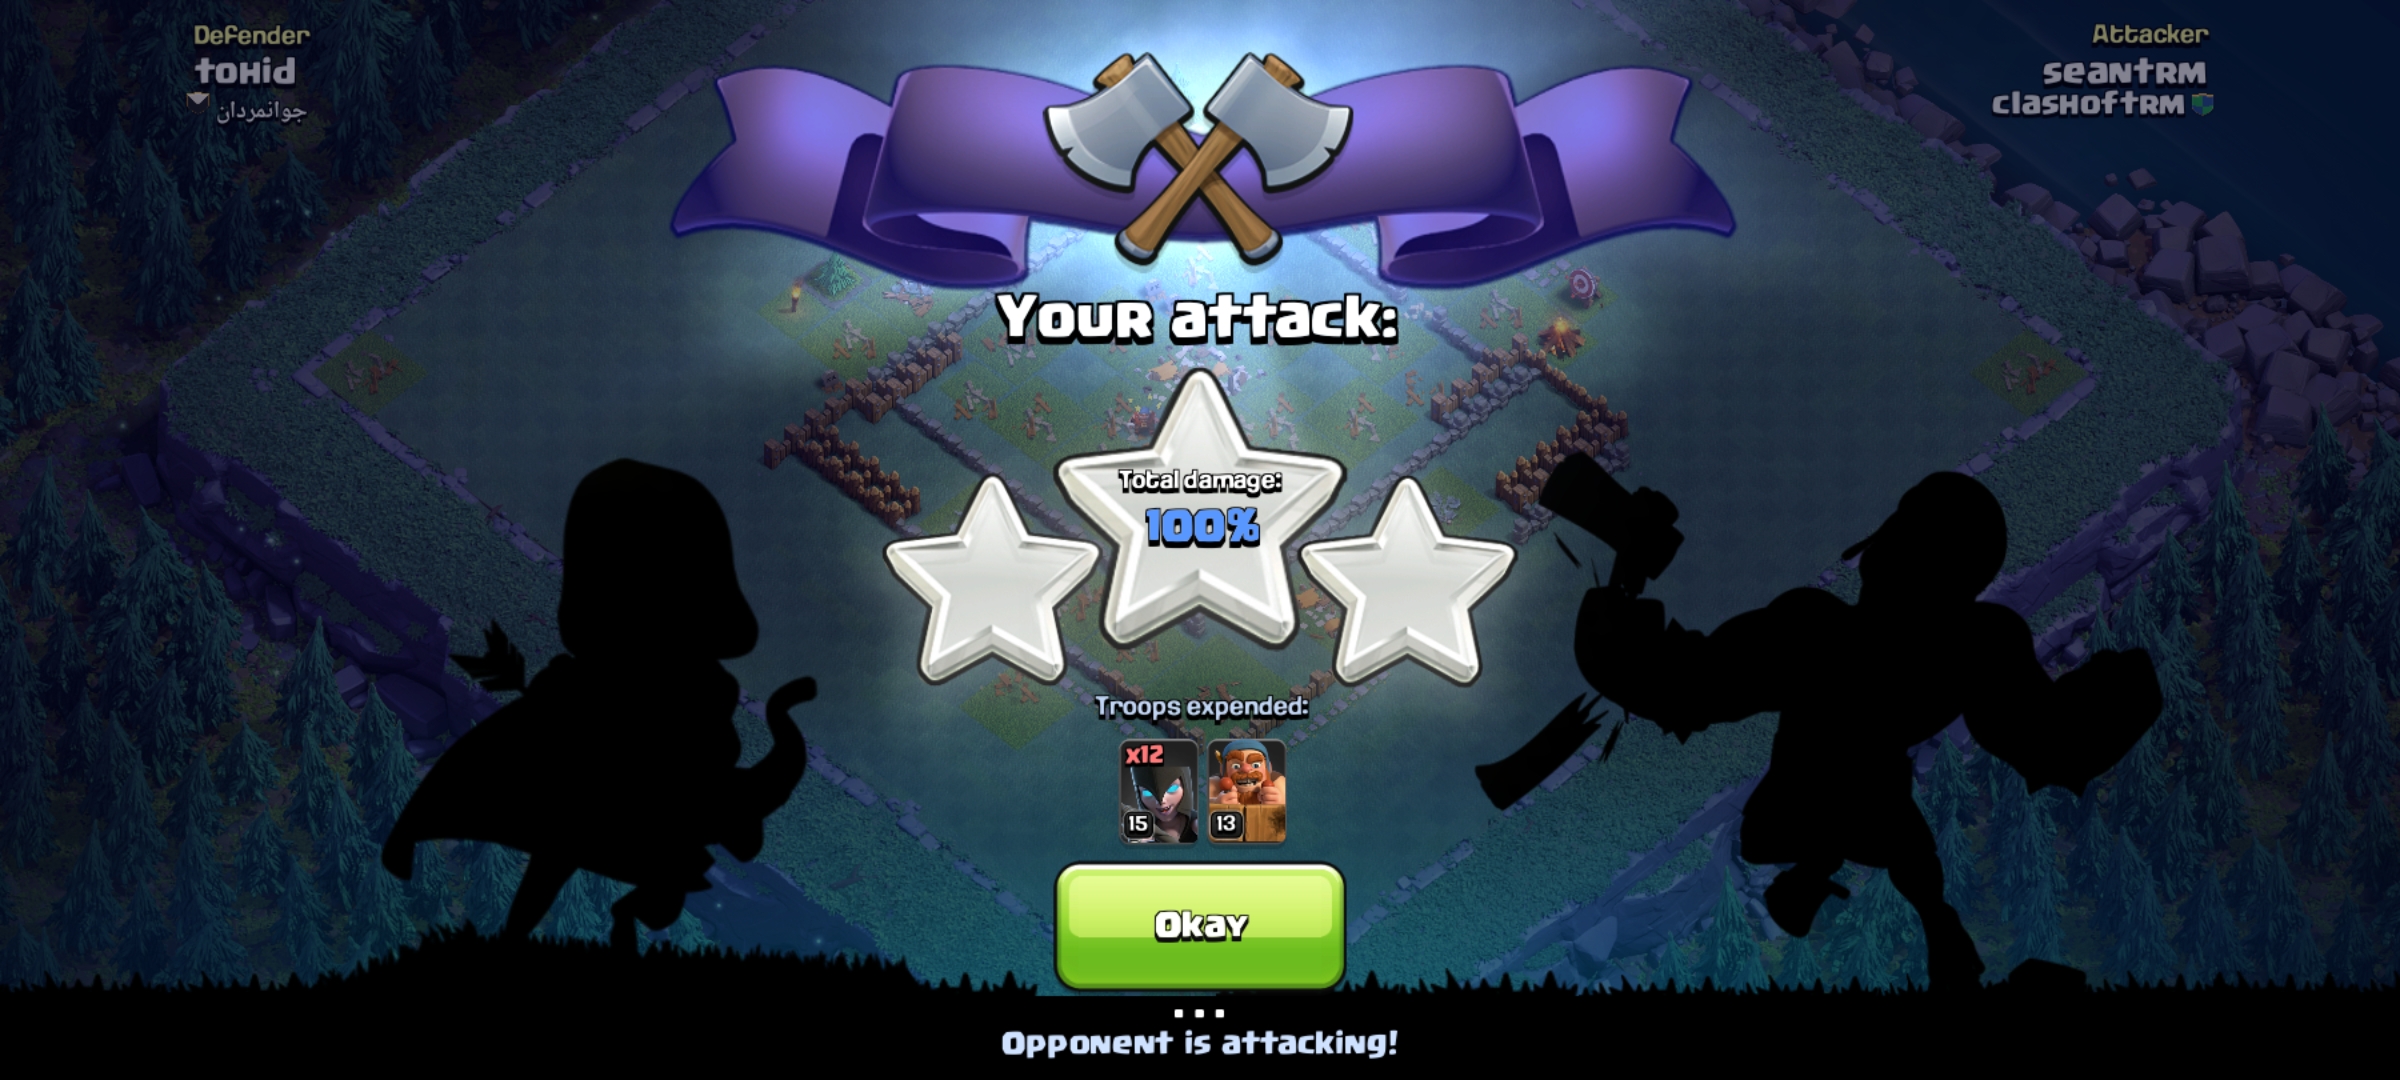 Defender
tohid
جوانمردان
Attacker
seantrm
clashoftrm
Your attack:
Total damage:
100%
Troops expended:
x12
15
13
Okay
Opponent is attacking!